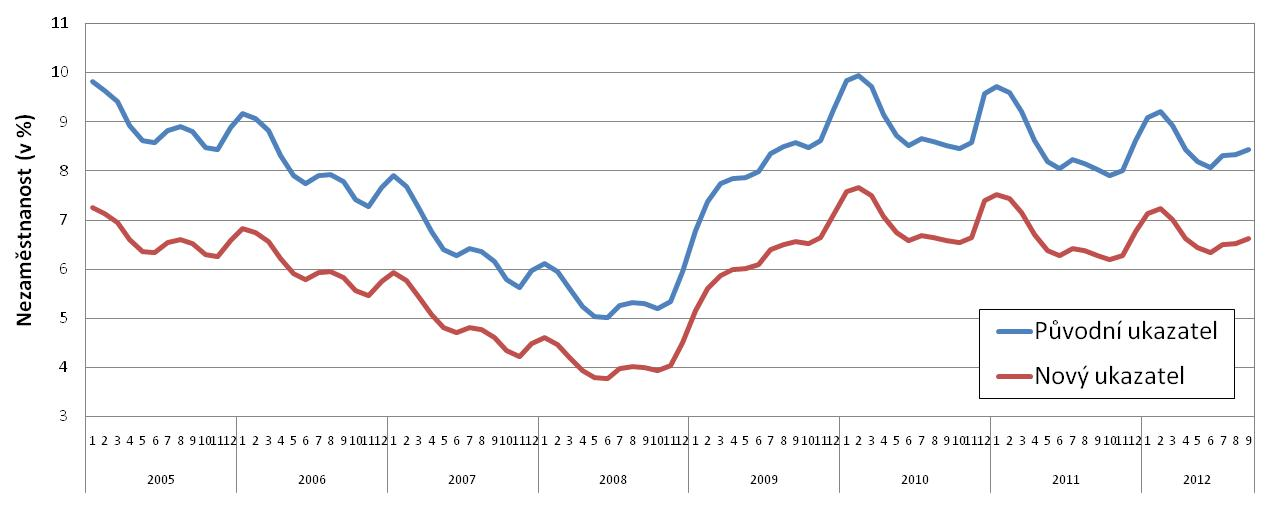 Nezaměstnanost (v %)
11
10
9
8
7
6
5
4
3
Původní ukazatel
Nový ukazatel
1 2 3 4 5 6 7 8 9 10 11 12 1 2 3 4 5 6 7 8 9 10 11 12 1 2 3 4 5 6 7 8 9 10 11 12 1 2 3 4 5 6 7 8 9 10 11 12 1 2 3 4 5 6 7 8 9 10 11 12 1 2 3 4 5 6 7 8 9 10 11 12 1 2 3 4 5 6 7 8 9 10 11 12 1 2 3 4 5 6 7 8 9
2005 2006 2007 2008 2009 2010 2011 2012